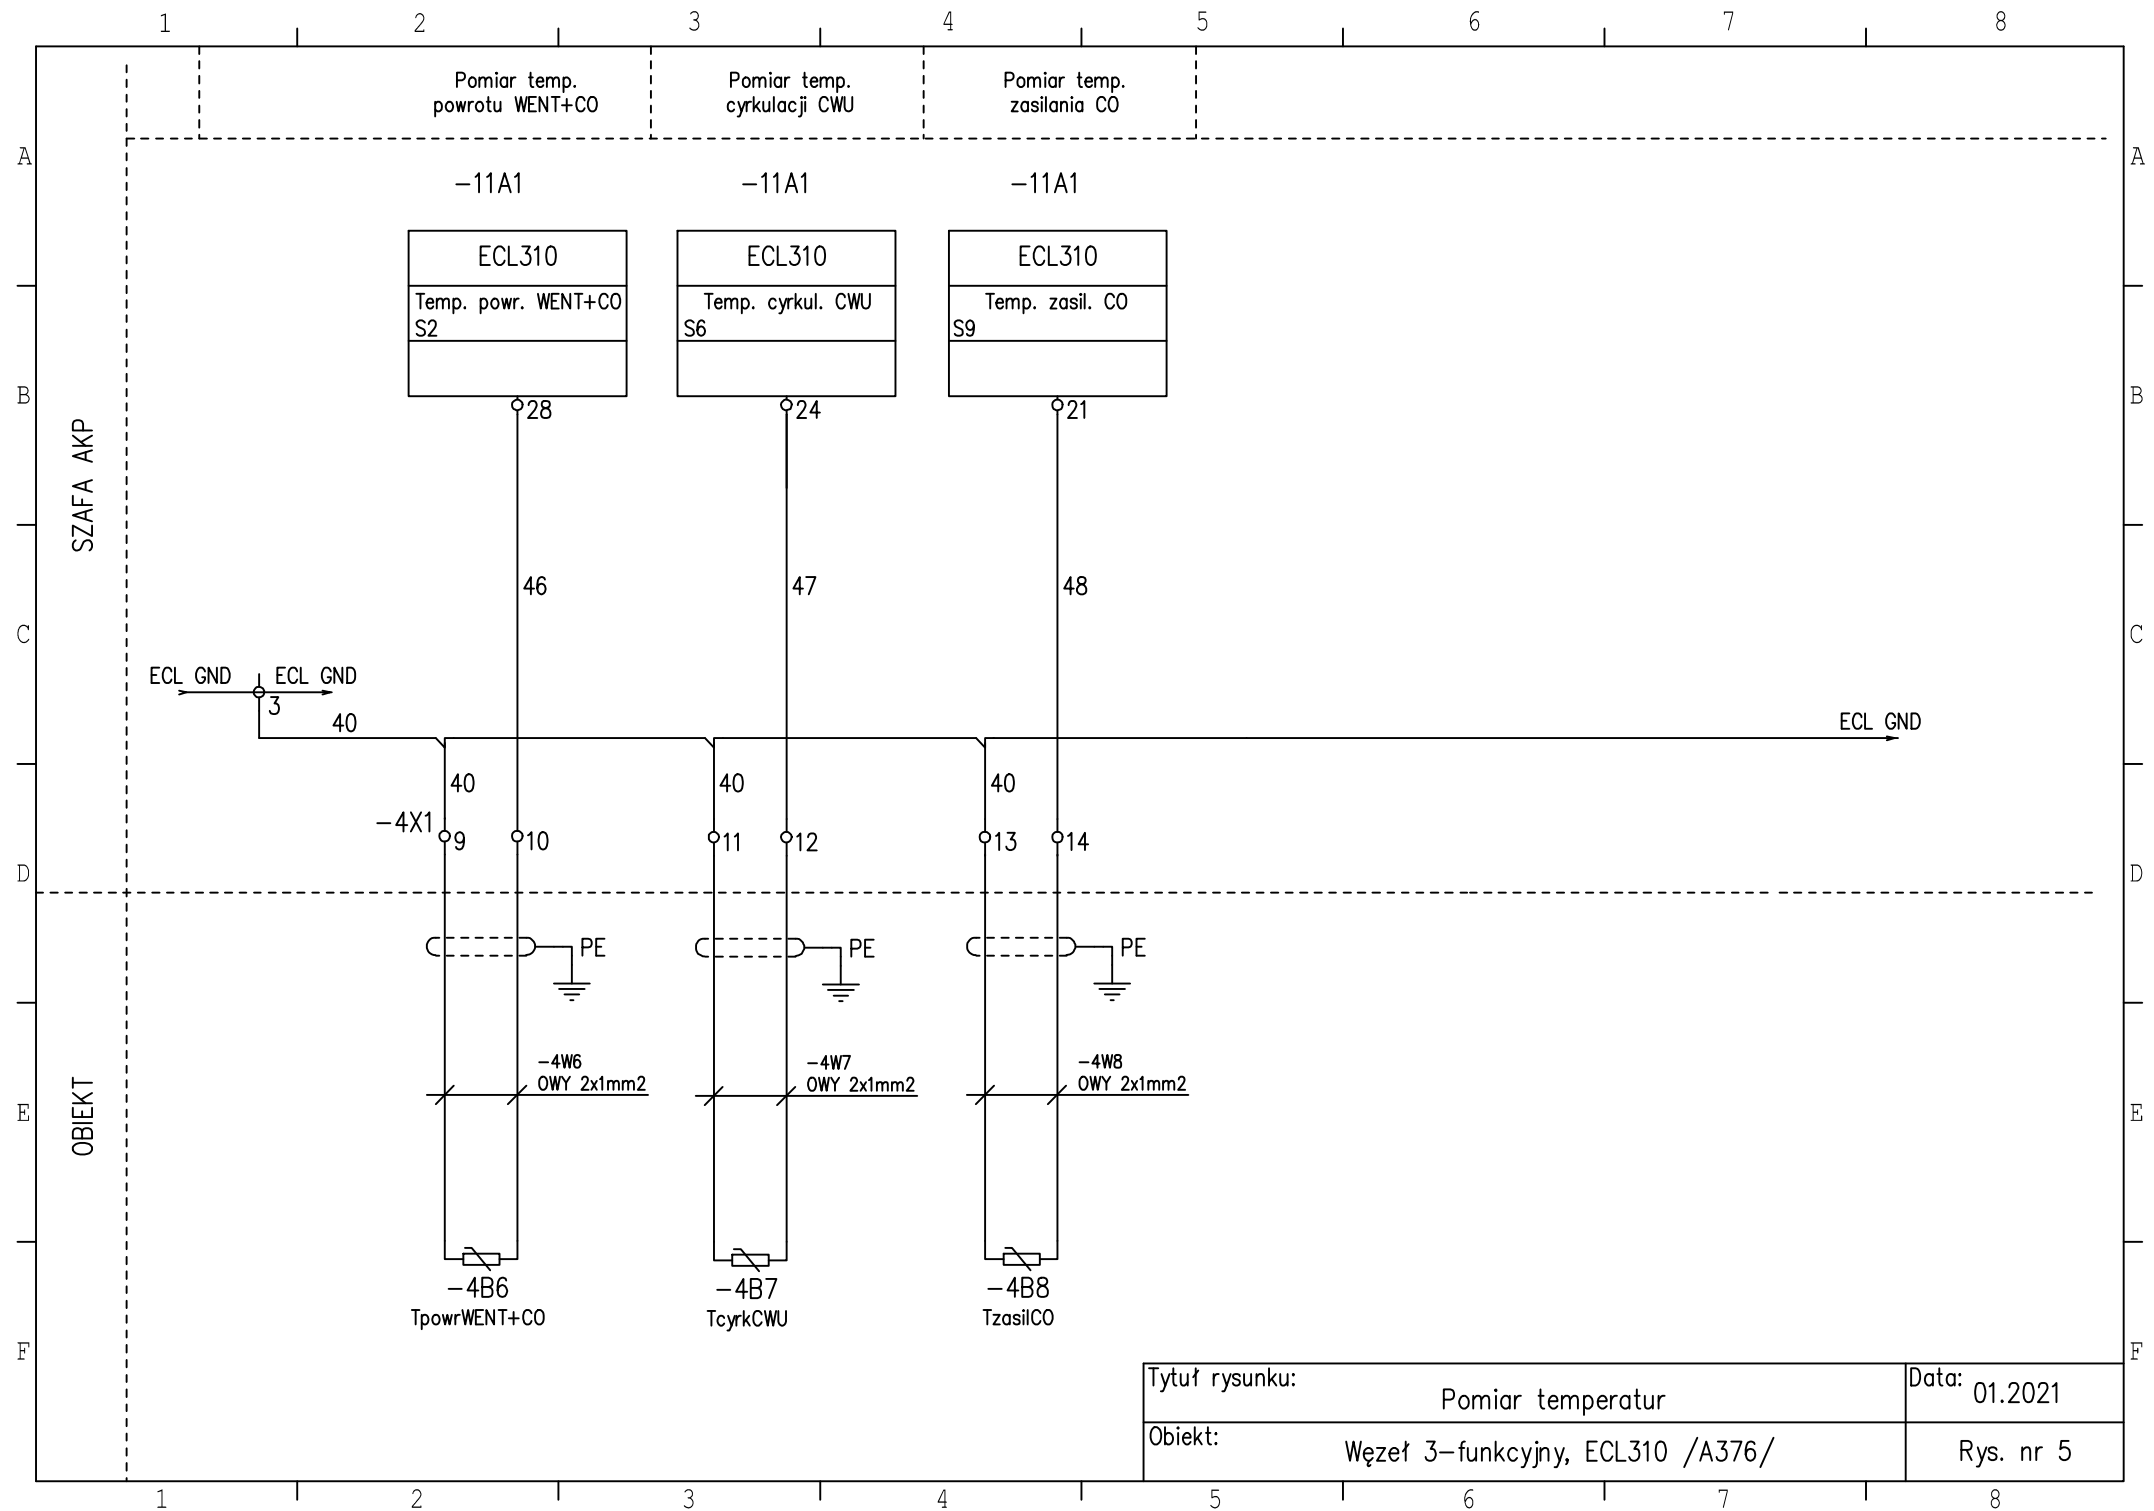 1 2 3 4 5 6 7 8
Pomiar temp. powrotu WENT+CO
Pomiar temp. cyrkulacji CWU
Pomiar temp. zasilania CO
A A
-11A1 -11A1 -11A1
ECL310 ECL310 ECL310
Temp. powr. WENT+CO
S2
Temp. cyrkul. CWU
S6
Temp. zasil. CO
S9
B B
28 24 21
SZAFA AKP
46 47 48
C C
ECL GND ECL GND
3
40
ECL GND
40 40 40
-4X1
9 10 11 12 13 14
D D
PE PE PE
-4W6
OWY 2x1mm2
-4W7
OWY 2x1mm2
-4W8
OWY 2x1mm2
E E
OBIEKT
-4B6
TpowrWENT+CO
-4B7
TcyrkCWU
-4B8
TzasilCO
F F
Tytuł rysunku:
Pomiar temperatur
Data: 01.2021
Obiekt:
Węzeł 3-funkcyjny, ECL310 /A376/
Rys. nr 5
1 2 3 4 5 6 7 8